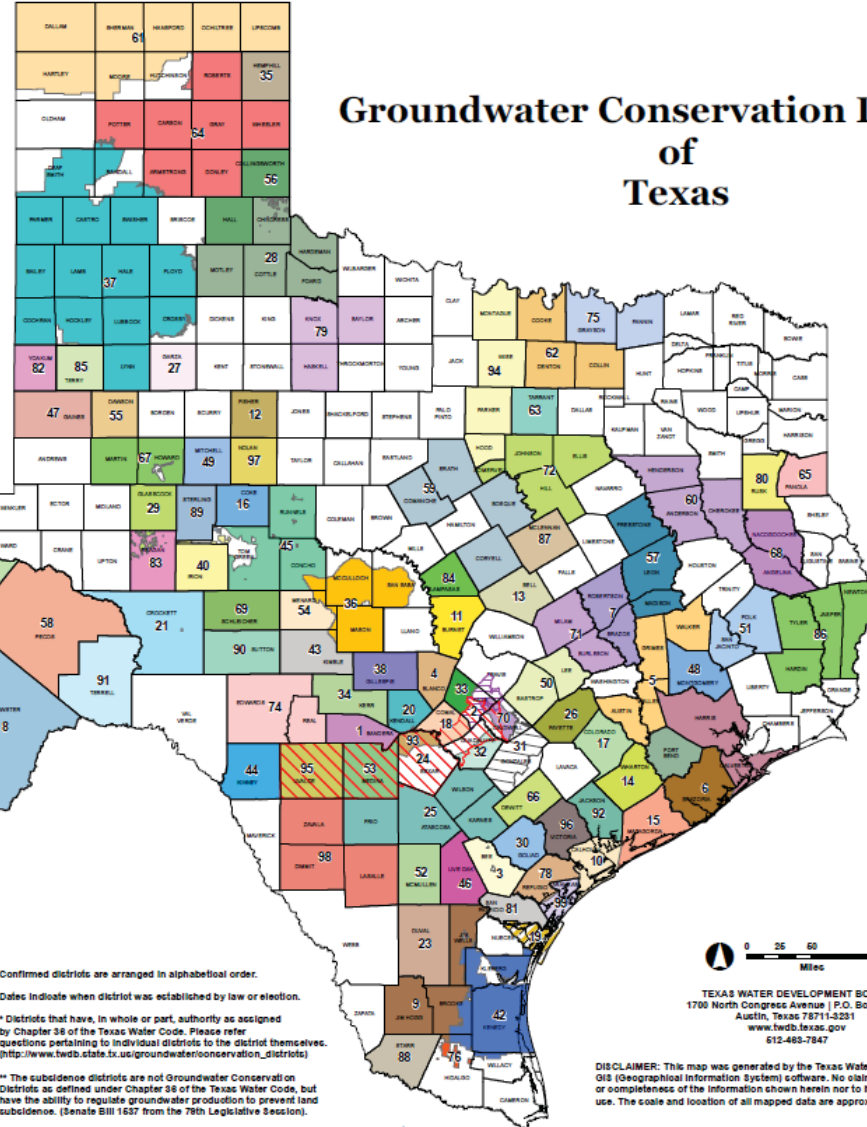 Groundwater Conservation
of
Texas
DALLAM SHERMAN HANSFORD OCHILTREE LIPSCOMB
61
HARTLEY MOORE HUTCHINSON ROBERTS HEMPHILL
35
OLDHAM POTTER CARSON GRAY WHEELER
64
DEAF SMITH RANDALL ARMSTRONG DONLEY COLLINGSWORTH
56
PARMER CASTRO SWISHER BRISCOE HALL CHILDRESS
28
BAILEY LAMB HALE FLOYD MOTLEY COTTLE HARDEMAN FOARD WILBARGER WICHITA
37
COCHRAN HOCKLEY LUBBOCK CROSBY DICKENS KING KNOX BAYLOR ARCHER CLAY MONTAGUE COOKE GRAYSON FANNIN LAMAR RED RIVER BOWIE
79 75
YOAKUM TERRY LYNN GARZA KENT STONEWALL HASKELL THROCKMORTON YOUNG JACK WISE DENTON COLLIN HUNT DELTA HOPKINS FRANKLIN TITUS MORRIS CASS CAMP
82 85 27 94 62
GAINES DAWSON BORDEN SCURRY FISHER JONES SHACKELFORD STEPHENS PALO PINTO PARKER TARRANT DALLAS ROCKWALL KAUFMAN RAINS VAN ZANDT WOOD UPSHUR MARION GREGG HARRISON
47 55 12 63
ANDREWS MARTIN HOWARD MITCHELL NOLAN TAYLOR CALLAHAN EASTLAND ERATH HOOD SOMERVELL JOHNSON ELLIS HILL NAVARRO HENDERSON SMITH RUSK PANOLA
67 49 97 59 72 60 80 65
WINKLER ECTOR MIDLAND GLASSCOCK STERLING COKE RUNNELS COLEMAN BROWN COMANCHE HAMILTON BOSQUE MCLENNAN LIMESTONE FREESTONE ANDERSON CHEROKEE NACOGDOCHES SHELBY
29 89 16 87 57 68
WARD CRANE UPTON REAGAN IRION TOM GREEN CONCHO MCCULLOCH SAN SABA MILLS LAMPASAS CORYELL BELL FALLS LEON HOUSTON ANGELINA SAN AUGUSTINE SABINE
83 40 45 84 13
PECOS CROCKETT SCHLEICHER MENARD MASON LLANO BURNET WILLIAMSON MILAM ROBERTSON BRAZOS MADISON TRINITY POLK TYLER JASPER NEWTON
58 21 69 54 36 11 71 7 51 86
TERRELL SUTTON KIMBLE GILLESPIE BLANCO TRAVIS LEE BURLESON GRIMES WALKER SAN JACINTO HARDIN
91 90 43 38 4 33 50 5 48
VAL VERDE EDWARDS REAL KERR KENDALL BANDERA BASTROP WASHINGTON MONTGOMERY LIBERTY ORANGE JEFFERSON
8 74 34 20 1 18 70 26 17
KINNEY UVALDE MEDINA BEXAR CALDWELL GONZALES FAYETTE COLORADO AUSTIN HARRIS CHAMBERS
44 95 53 93 24 32 31
MAVERICK ZAVALA FRIO ATASCOSA WILSON KARNES DEWITT LAVACA WHARTON FORT BEND BRAZORIA GALVESTON
25 66 14 6
DIMMIT LASALLE MCMULLEN LIVE OAK BEE GOLIAD VICTORIA JACKSON MATAGORDA CALHOUN
98 52 46 3 30 96 92 15 10
WEBB DUVAL JIM WELLS SAN PATRICIO REFUGIO NUECES
23 81 78 99 19
ZAPATA JIM HOGG BROOKS KLEBERG KENEDY
9 42
STARR HIDALGO WILLACY CAMERON
88 76
0 25 50
Miles
Confirmed districts are arranged in alphabetical order.
Dates indicate when district was established by law or election.
* Districts that have, in whole or part, authority as assigned
by Chapter 36 of the Texas Water Code. Please refer
questions pertaining to individual districts to the district themselves.
(http://www.twdb.state.tx.us/groundwater/conservation_districts)
** The subsidence districts are not Groundwater Conservation
Districts as defined under Chapter 36 of the Texas Water Code, but
have the ability to regulate groundwater production to prevent land
subsidence. (Senate Bill 1537 from the 78th Legislative Session).
TEXAS WATER DEVELOPMENT BO
1700 North Congress Avenue | P.O. Bo
Austin, Texas 78711-3231
www.twdb.texas.gov
512-463-7847
DISCLAIMER: This map was generated by the Texas Wate
GIS (Geographical Information System) software. No clai
or completeness of the information shown herein nor to
use. The scale and location of all mapped data are approx